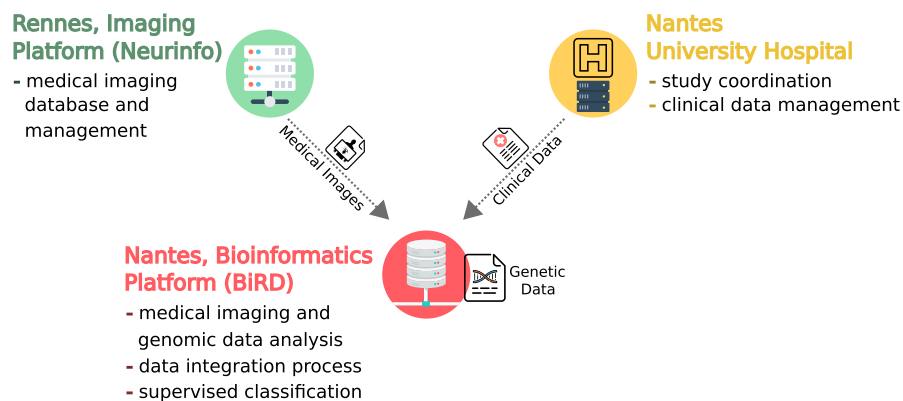 Rennes, Imaging
Platform (Neurinfo)
- medical imaging
database and
management
Nantes
University Hospital
- study coordination
- clinical data management
Medical Images
Clinical Data
Nantes, Bioinformatics
Platform (BiRD)
- medical imaging and
genomic data analysis
- data integration process
- supervised classification
Genetic
Data